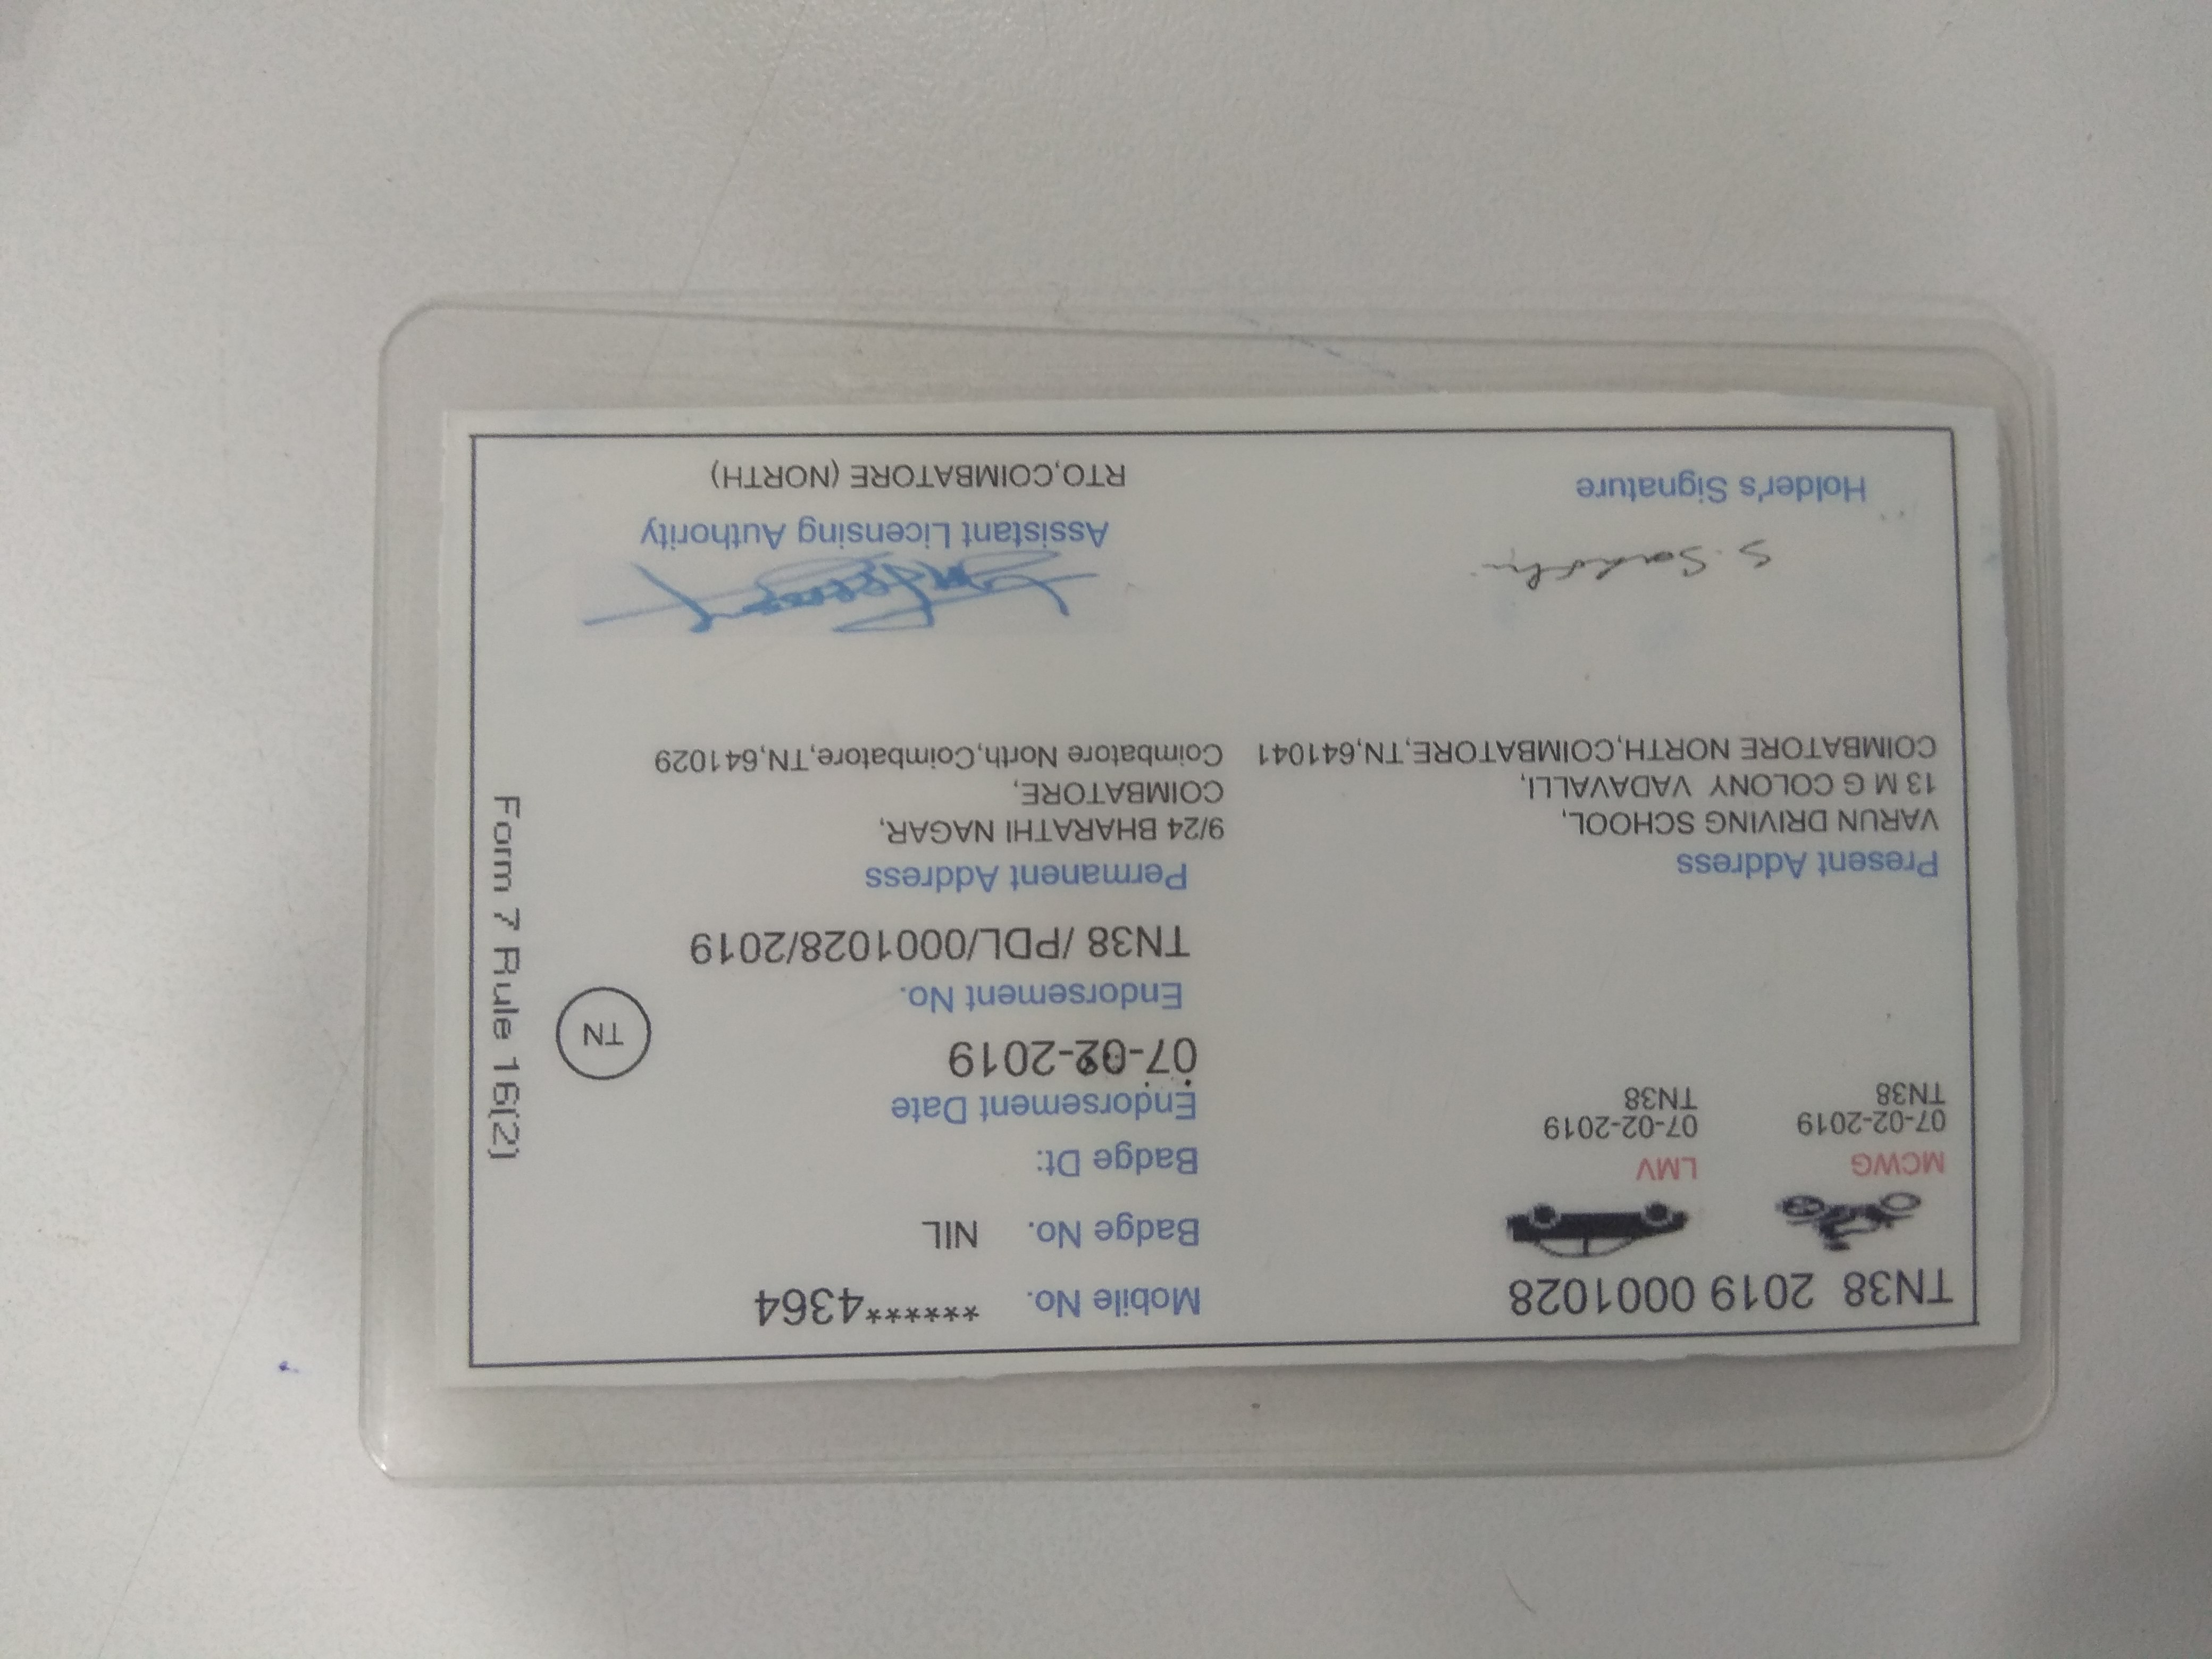 TN38 2019 0001028
MCWG
07-02-2019
TN38
LMV
07-02-2019
TN38
Present Address
VARUN DRIVING SCHOOL,
13 M G COLONY VADAVALLI,
COIMBATORE NORTH,COIMBATORE,TN,641041
Holder's Signature
Mobile No. ******4364
Badge No. NIL
Badge Dt:
Endorsement Date
07-02-2019
Endorsement No.
TN38 /PDL/0001028/2019
Permanent Address
9/24 BHARATHI NAGAR,
COIMBATORE,
Coimbatore North,Coimbatore,TN,641029
Assistant Licensing Authority
RTO,COIMBATORE (NORTH)
TN
Form 7 Rule 16(2)